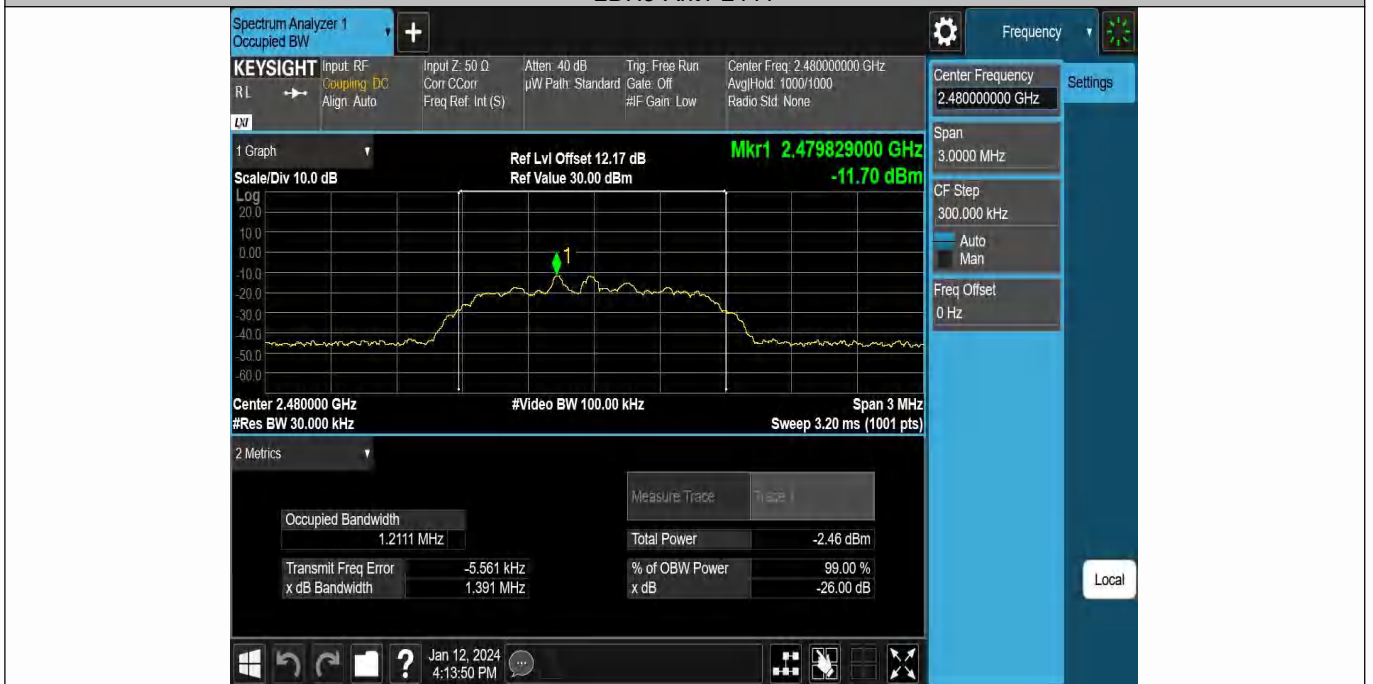 Spectrum Analyzer 1
Occupied BW
+
Frequency
KEYSIGHT
Input: RF
Coupling: DC
Align: Auto
Input Z: 50 Ω
Corr CCorr
Freq Ref: Int (S)
Atten: 40 dB
µW Path: Standard
Trig: Free Run
Gate: Off
#IF Gain: Low
Center Freq: 2.480000000 GHz
Avg|Hold: 1000/1000
Radio Std: None
RL
LXI
Center Frequency
2.480000000 GHz
Settings
Span
3.0000 MHz
CF Step
300.000 kHz
Auto
Man
Freq Offset
0 Hz
1 Graph
Scale/Div 10.0 dB
Ref Lvl Offset 12.17 dB
Ref Value 30.00 dBm
Mkr1 2.479829000 GHz
-11.70 dBm
Log
20.0
10.0
0.00
-10.0
-20.0
-30.0
-40.0
-50.0
-60.0
1
Center 2.480000 GHz
#Video BW 100.00 kHz
Span 3 MHz
#Res BW 30.000 kHz
Sweep 3.20 ms (1001 pts)
2 Metrics
Measure Trace
Trace 1
Occupied Bandwidth
1.2111 MHz
Total Power -2.46 dBm
Transmit Freq Error -5.561 kHz
% of OBW Power 99.00 %
x dB Bandwidth 1.391 MHz
x dB -26.00 dB
Local
?
Jan 12, 2024
4:13:50 PM